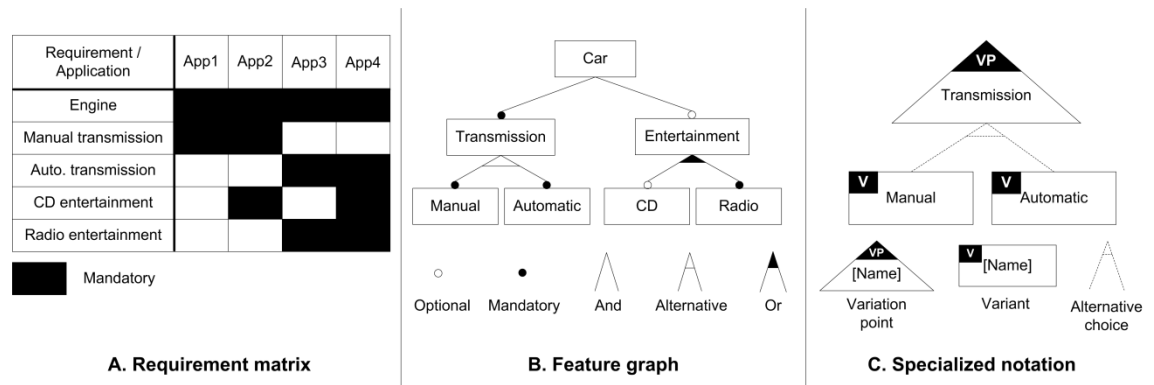 Requirement /
Application
App1
App2
App3
App4
Engine
Manual transmission
Auto. transmission
CD entertainment
Radio entertainment
Mandatory
A. Requirement matrix
Car
Transmission
Entertainment
Manual
Automatic
CD
Radio
Optional
Mandatory
And
Alternative
Or
B. Feature graph
VP
Transmission
V
Manual
V
Automatic
VP
[Name]
Variation
point
V
[Name]
Variant
Alternative
choice
C. Specialized notation